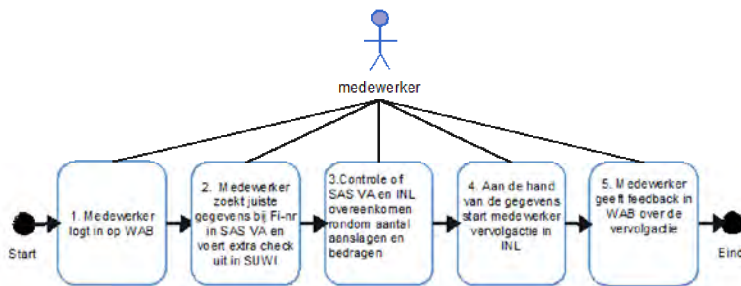 medewerker
Start
1. Medewerker
logt in op WAB
2. Medewerker
zoekt juiste
gegevens bij Fi-nr
in SAS VA en
voert extra check
uit in SUWI
3.Controle of
SAS VA en INL
overeenkomen
rondom aantal
aanslagen en
bedragen
4. Aan de hand
van de gegevens
start medewerker
vervolgactie in
INL
5. Medewerker
geeft feedback in
WAB over de
vervolgactie
Eind